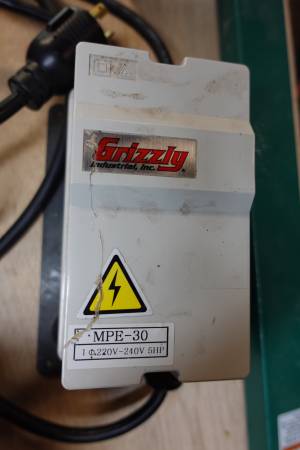 Grizzly
Industrial, Inc.
MPE-30
1Φ220V-240V 5HP